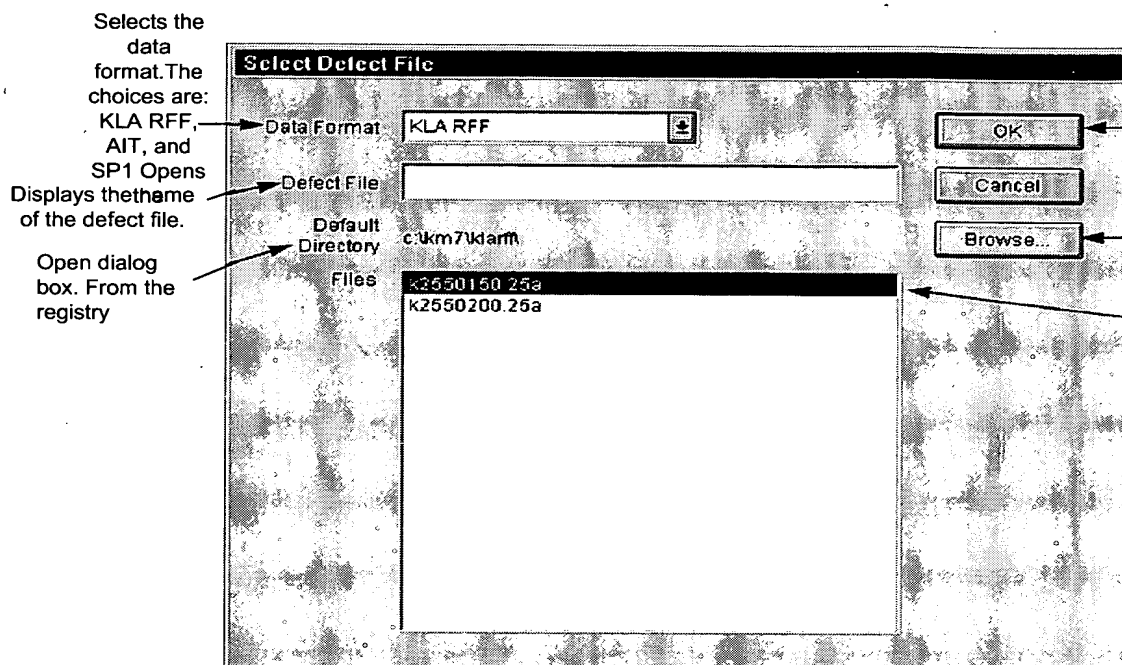 Selects the
data
format.The
choices are:
KLA RFF,
AIT, and
SP1 Opens
Displays thethame
of the defect file.
Open dialog
box. From the
registry
Select Defect File
Data Format
KLA RFF
OK
Defect File
Cancel
Default
Directory
c:\km7\klarff\
Browse...
Files
k2550150.25a
k2550200.25a